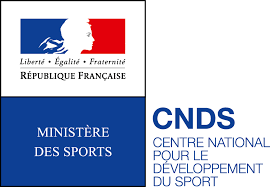 Liberté • Égalité • Fraternité
RÉPUBLIQUE FRANÇAISE
MINISTÈRE
DES SPORTS
CNDS
CENTRE NATIONAL
POUR LE
DÉVELOPPEMENT
DU SPORT